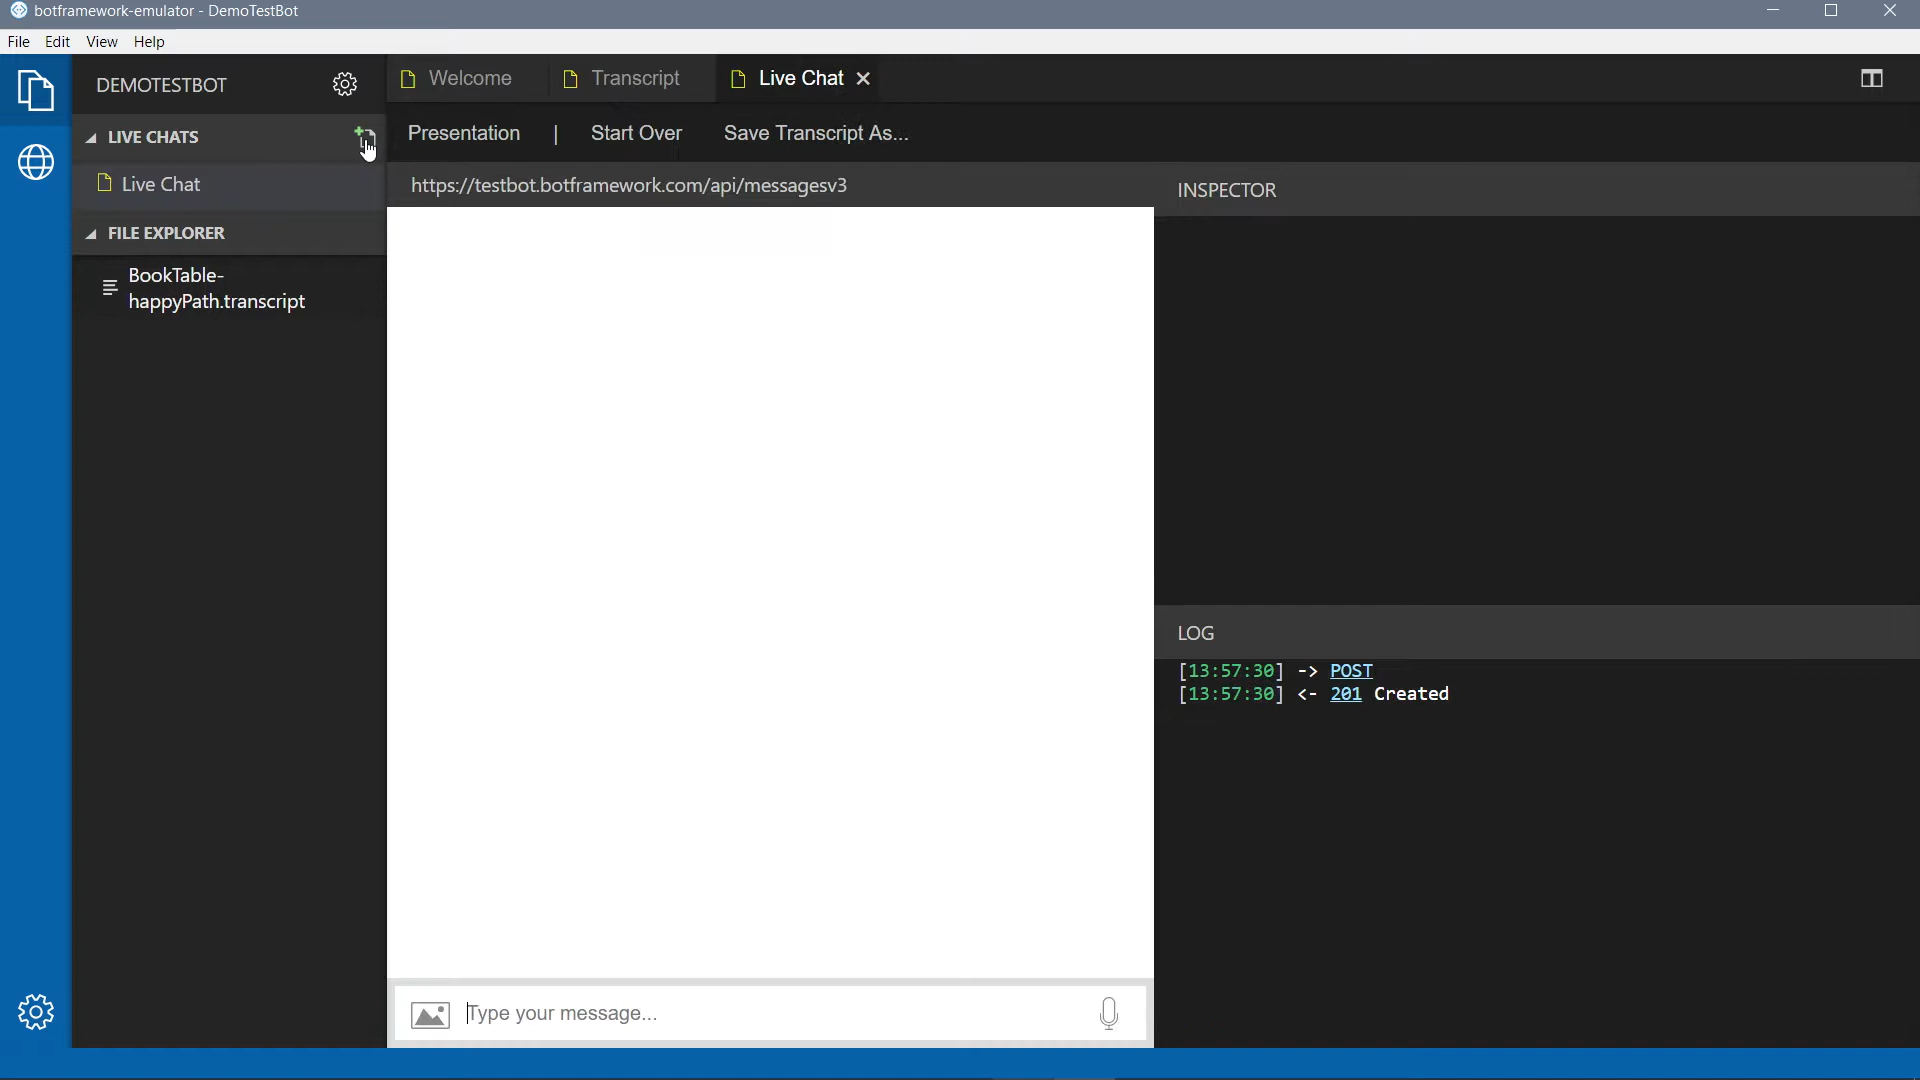 botframework-emulator - DemoTestBot
File Edit View Help
DEMOTESTBOT
Welcome
Transcript
Live Chat
LIVE CHATS
Presentation | Start Over Save Transcript As...
Live Chat
https://testbot.botframework.com/api/messagesv3
INSPECTOR
FILE EXPLORER
BookTable-
happyPath.transcript
LOG
[13:57:30] -> POST
[13:57:30] <- 201 Created
Type your message...